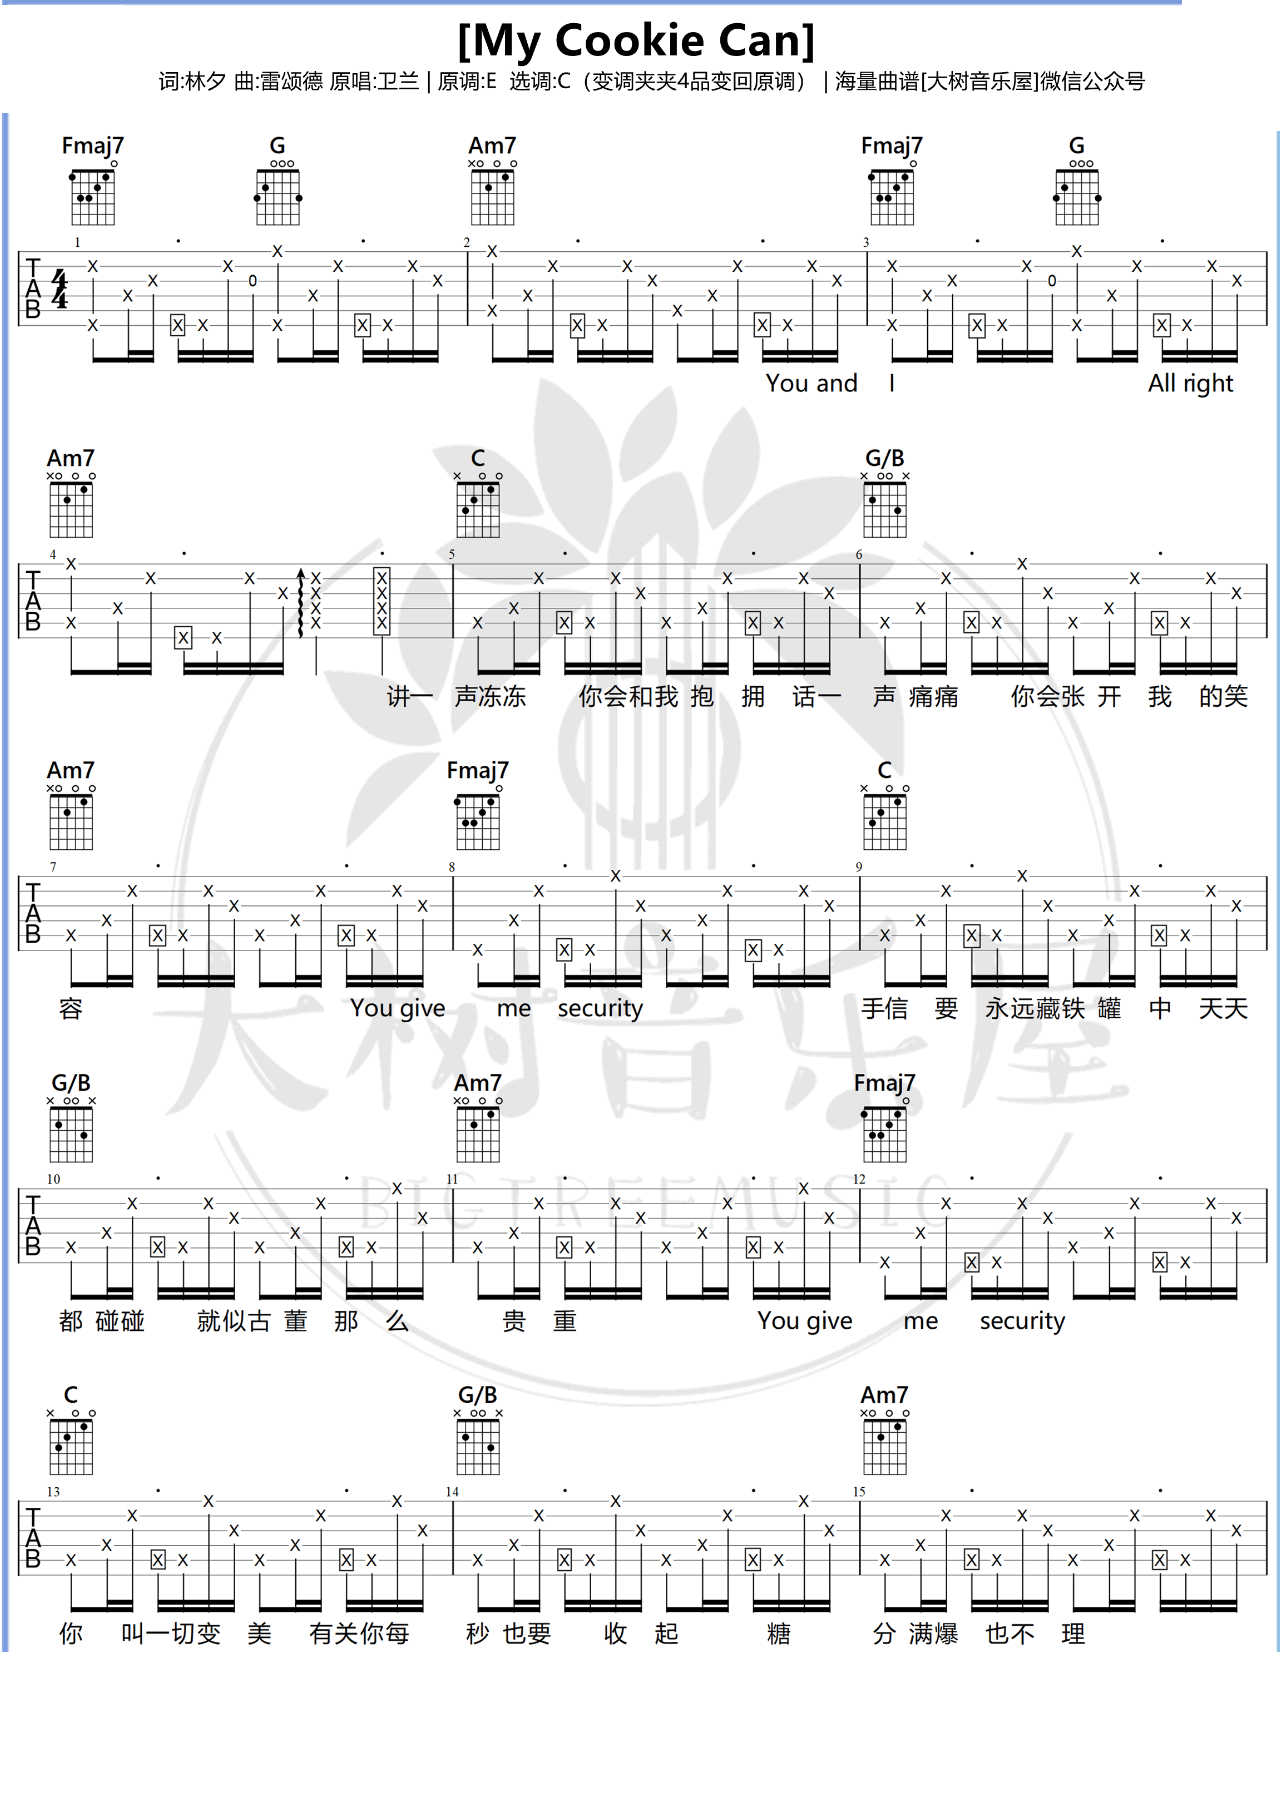 [My Cookie Can]
词:林夕 曲:雷颂德 原唱:卫兰 | 原调:E 选调:C（变调夹夹4品变回原调） | 海量曲谱[大树音乐屋]微信公众号
Fmaj7 G Am7 Fmaj7 G
1 2 3
T A B 4 4
You and I All right
Am7 C G/B
4 5 6
T A B
讲一 声冻冻 你会和我 抱 拥 话一 声 痛痛 你会张 开 我 的笑
Am7 Fmaj7 C
7 8 9
T A B
容 You give me security 手信 要 永远藏铁 罐 中 天天
大树音乐屋
G/B Am7 Fmaj7
10 11 12
T A B
BIGTREEMUSIC
都 碰碰 就似古 董 那 么 贵 重 You give me security
C G/B Am7
13 14 15
T A B
你 叫一切变 美 有关你每 秒 也要 收 起 糖 分 满爆 也不 理